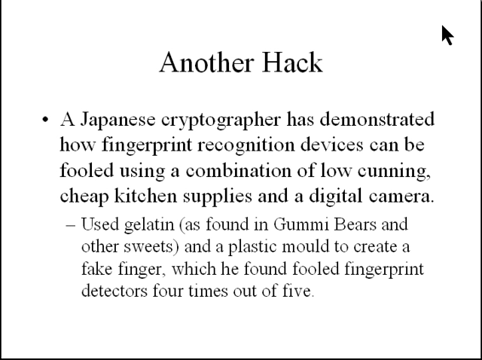 Another Hack
• A Japanese cryptographer has demonstrated
how fingerprint recognition devices can be
fooled using a combination of low cunning,
cheap kitchen supplies and a digital camera.
– Used gelatin (as found in Gummi Bears and
other sweets) and a plastic mould to create a
fake finger, which he found fooled fingerprint
detectors four times out of five.